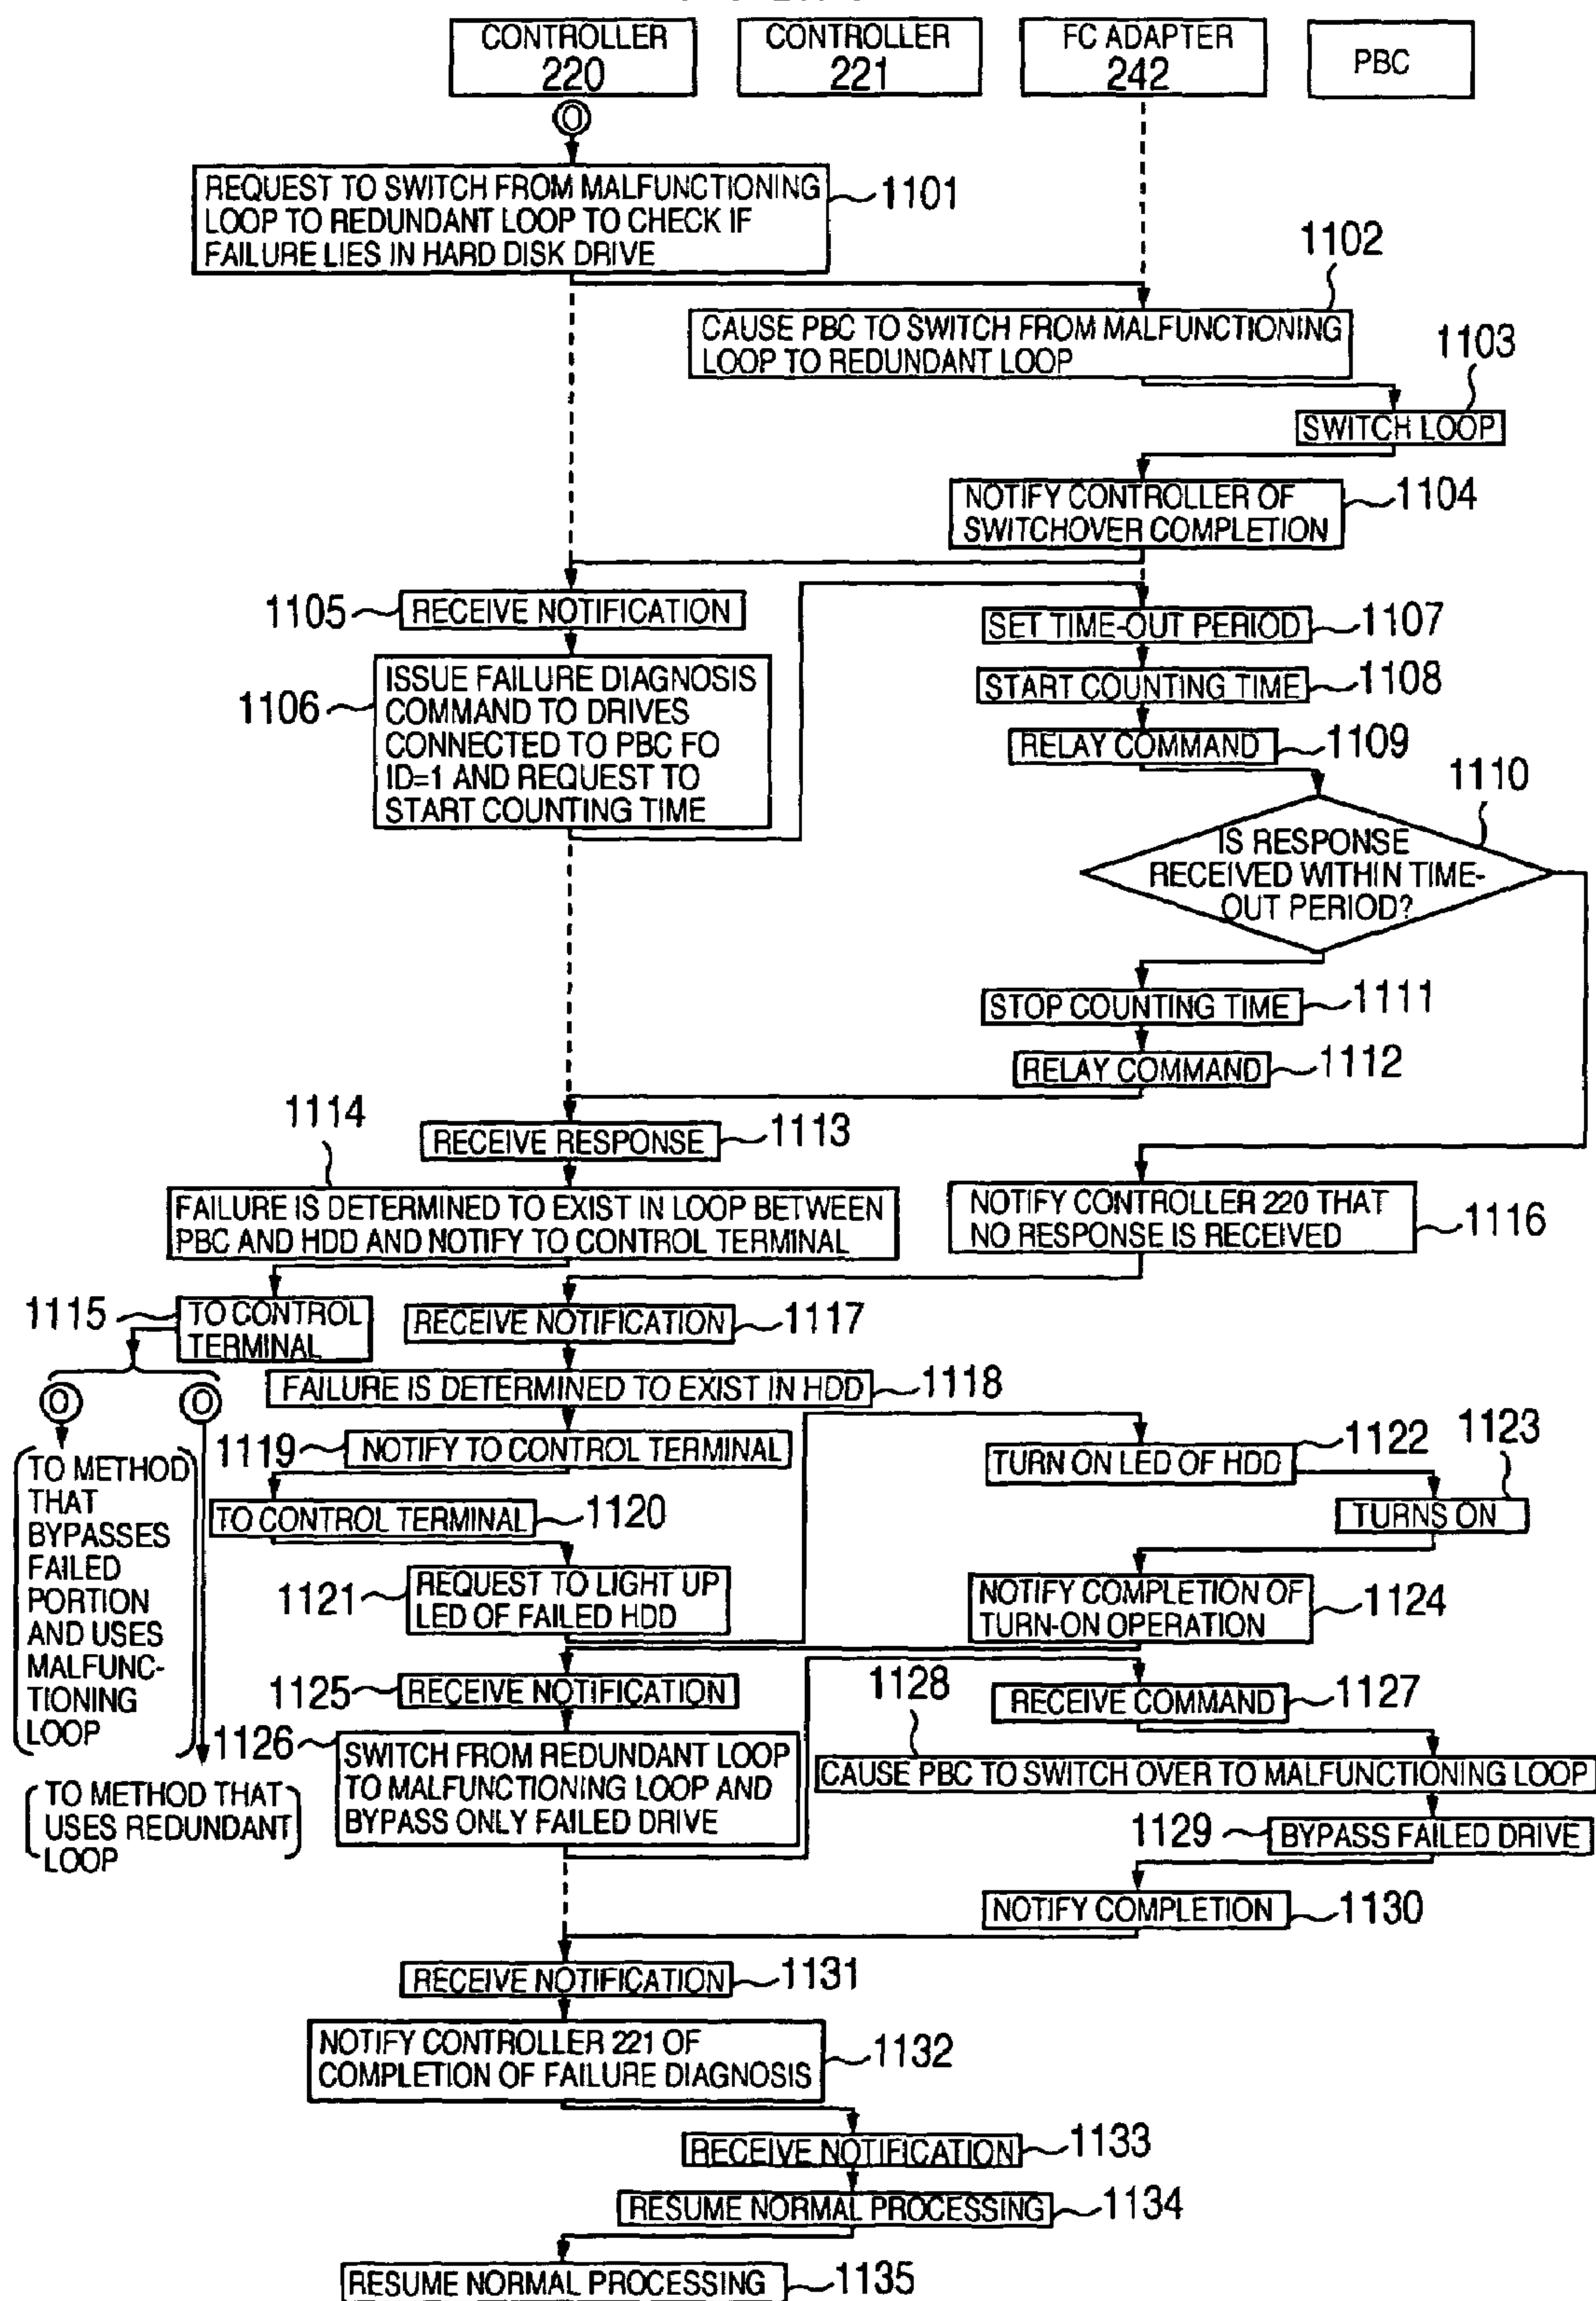 CONTROLLER
220
CONTROLLER
221
FC ADAPTER
242
PBC
REQUEST TO SWITCH FROM MALFUNCTIONING
LOOP TO REDUNDANT LOOP TO CHECK IF
FAILURE LIES IN HARD DISK DRIVE
1101
1102
CAUSE PBC TO SWITCH FROM MALFUNCTIONING
LOOP TO REDUNDANT LOOP
1103
SWITCH LOOP
NOTIFY CONTROLLER OF
SWITCHOVER COMPLETION
1104
1105
RECEIVE NOTIFICATION
SET TIME-OUT PERIOD
1107
1106
ISSUE FAILURE DIAGNOSIS
COMMAND TO DRIVES
CONNECTED TO PBC FO
ID=1 AND REQUEST TO
START COUNTING TIME
START COUNTING TIME
1108
RELAY COMMAND
1109
1110
IS RESPONSE
RECEIVED WITHIN TIME-
OUT PERIOD?
STOP COUNTING TIME
1111
RELAY COMMAND
1112
1114
RECEIVE RESPONSE
1113
FAILURE IS DETERMINED TO EXIST IN LOOP BETWEEN
PBC AND HDD AND NOTIFY TO CONTROL TERMINAL
NOTIFY CONTROLLER 220 THAT
NO RESPONSE IS RECEIVED
1116
1115
TO CONTROL
TERMINAL
RECEIVE NOTIFICATION
1117
FAILURE IS DETERMINED TO EXIST IN HDD
1118
1119
NOTIFY TO CONTROL TERMINAL
TURN ON LED OF HDD
1122
1123
TURNS ON
TO METHOD
THAT
BYPASSES
FAILED
PORTION
AND USES
MALFUNC-
TIONING
LOOP
TO CONTROL TERMINAL
1120
1121
REQUEST TO LIGHT UP
LED OF FAILED HDD
NOTIFY COMPLETION OF
TURN-ON OPERATION
1124
1125
RECEIVE NOTIFICATION
1128
RECEIVE COMMAND
1127
1126
SWITCH FROM REDUNDANT LOOP
TO MALFUNCTIONING LOOP AND
BYPASS ONLY FAILED DRIVE
CAUSE PBC TO SWITCH OVER TO MALFUNCTIONING LOOP
TO METHOD THAT
USES REDUNDANT
LOOP
1129
BYPASS FAILED DRIVE
NOTIFY COMPLETION
1130
RECEIVE NOTIFICATION
1131
NOTIFY CONTROLLER 221 OF
COMPLETION OF FAILURE DIAGNOSIS
1132
RECEIVE NOTIFICATION
1133
RESUME NORMAL PROCESSING
1134
RESUME NORMAL PROCESSING
1135